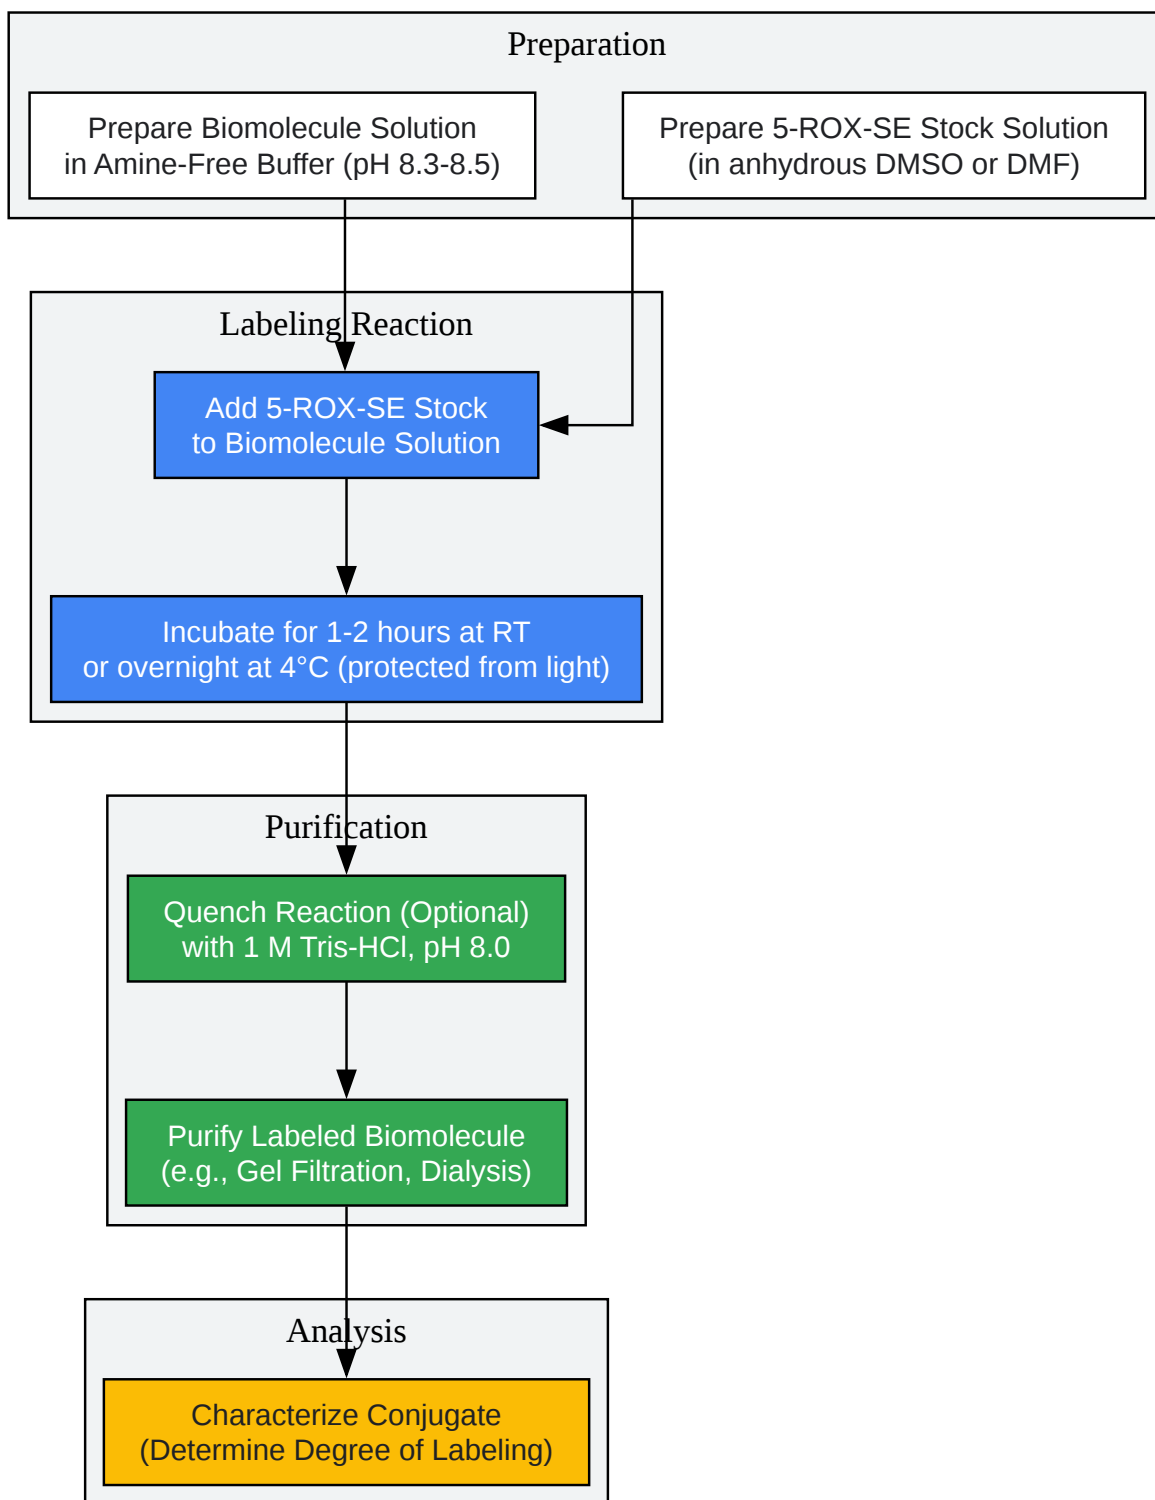 Preparation
Prepare Biomolecule Solution
in Amine-Free Buffer (pH 8.3-8.5)
Prepare 5-ROX-SE Stock Solution
(in anhydrous DMSO or DMF)
Labeling Reaction
Add 5-ROX-SE Stock
to Biomolecule Solution
Incubate for 1-2 hours at RT
or overnight at 4°C (protected from light)
Purification
Quench Reaction (Optional)
with 1 M Tris-HCl, pH 8.0
Purify Labeled Biomolecule
(e.g., Gel Filtration, Dialysis)
Analysis
Characterize Conjugate
(Determine Degree of Labeling)